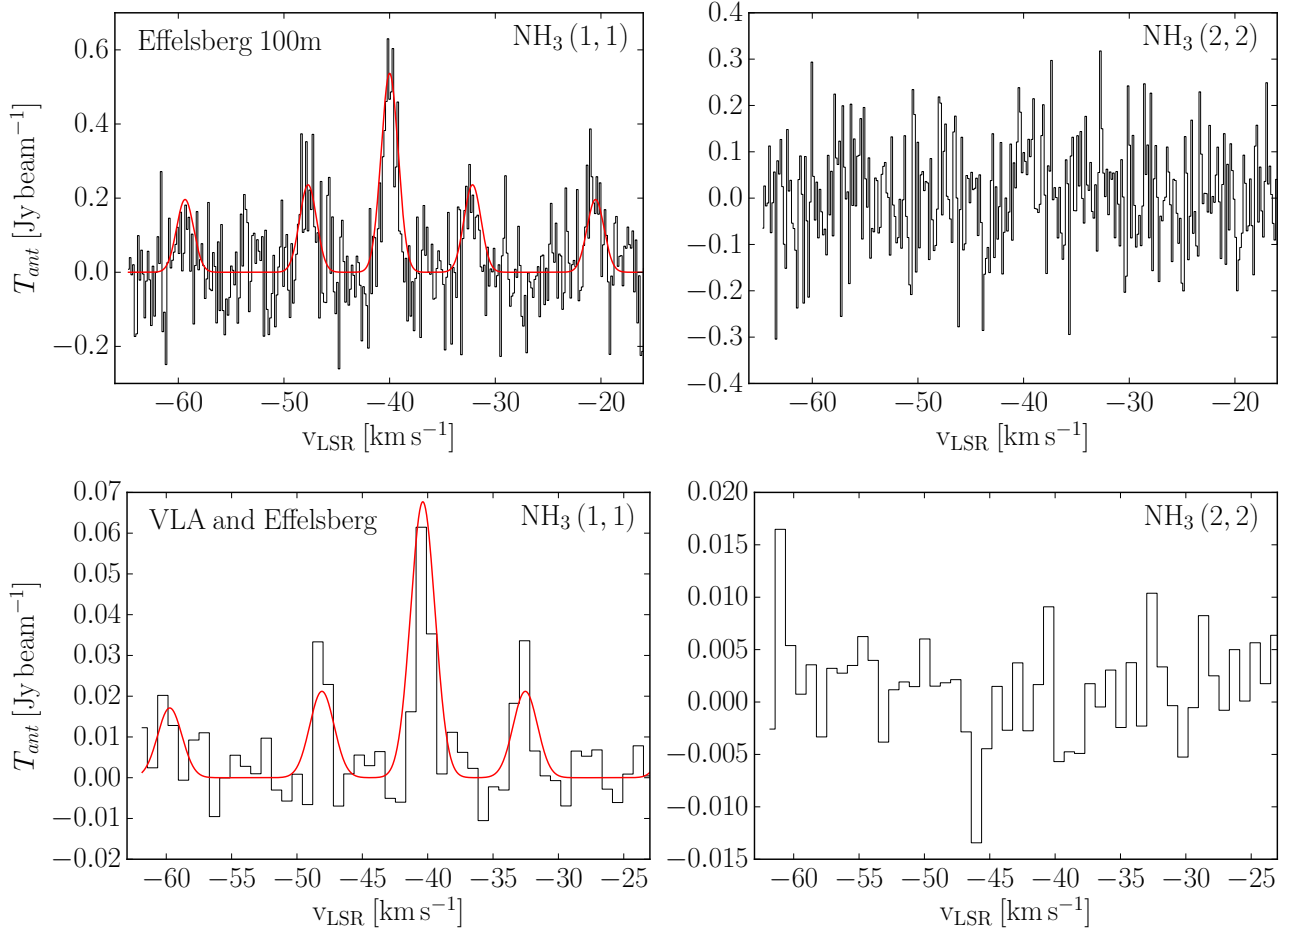 Effelsberg 100m
NH₃ (1, 1)
0.6
0.4
0.2
0.0
−0.2
T_ant [Jy beam⁻¹]
−60 −50 −40 −30 −20
v_LSR [km s⁻¹]
NH₃ (2, 2)
0.4
0.3
0.2
0.1
0.0
−0.1
−0.2
−0.3
−0.4
−60 −50 −40 −30 −20
v_LSR [km s⁻¹]
VLA and Effelsberg
NH₃ (1, 1)
0.07
0.06
0.05
0.04
0.03
0.02
0.01
0.00
−0.01
−0.02
T_ant [Jy beam⁻¹]
−60 −55 −50 −45 −40 −35 −30 −25
v_LSR [km s⁻¹]
NH₃ (2, 2)
0.020
0.015
0.010
0.005
0.000
−0.005
−0.010
−0.015
−60 −55 −50 −45 −40 −35 −30 −25
v_LSR [km s⁻¹]